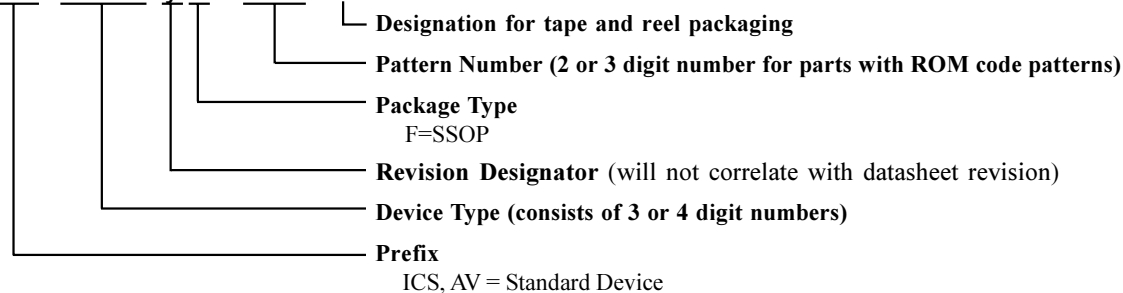 Designation for tape and reel packaging
Pattern Number (2 or 3 digit number for parts with ROM code patterns)
Package Type
F=SSOP
Revision Designator (will not correlate with datasheet revision)
Device Type (consists of 3 or 4 digit numbers)
Prefix
ICS, AV = Standard Device